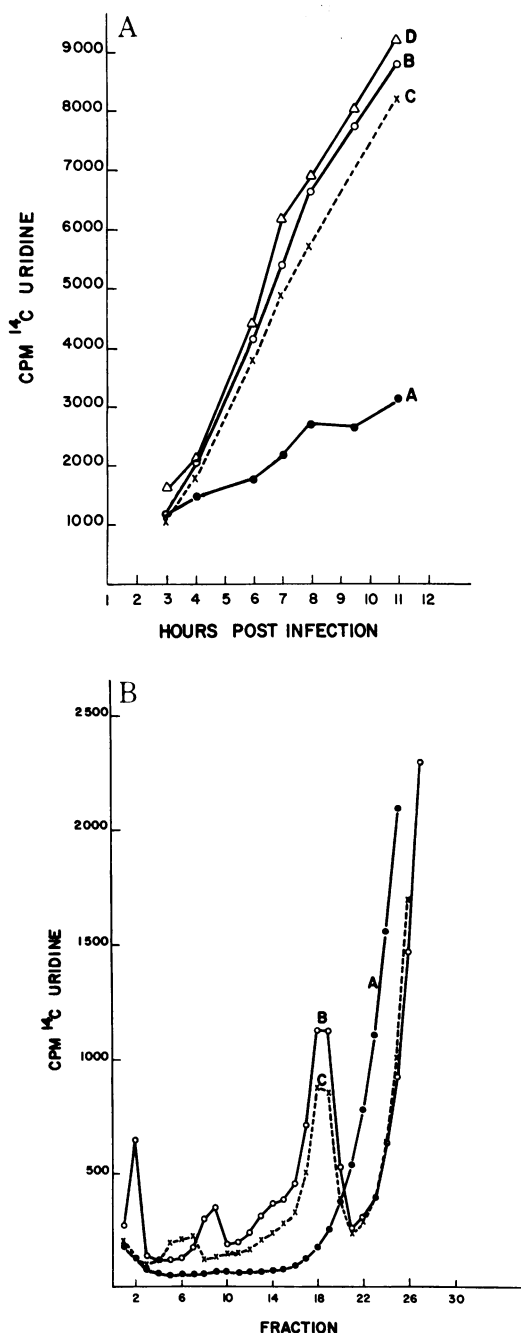 A
9000
8000
7000
6000
5000
4000
3000
2000
1000
CPM 14C URIDINE
D
B
C
A
1 2 3 4 5 6 7 8 9 10 11 12
HOURS POST INFECTION
B
2500
2000
1500
1000
500
CPM 14C URIDINE
A
B
C
2 6 10 14 18 22 26 30
FRACTION